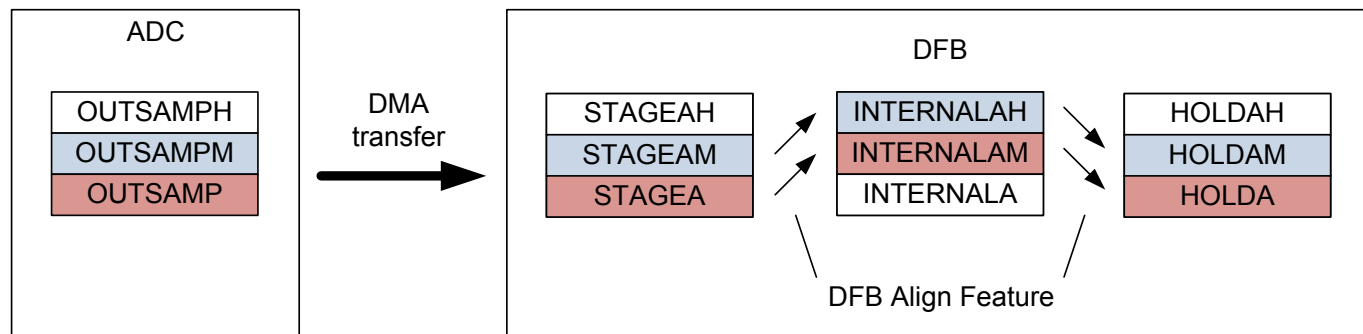 ADC
OUTSAMPH
OUTSAMPM
OUTSAMP
DMA
transfer
DFB
STAGEAH
STAGEAM
STAGEA
INTERNALAH
INTERNALAM
INTERNALA
HOLDAH
HOLDAM
HOLDA
DFB Align Feature